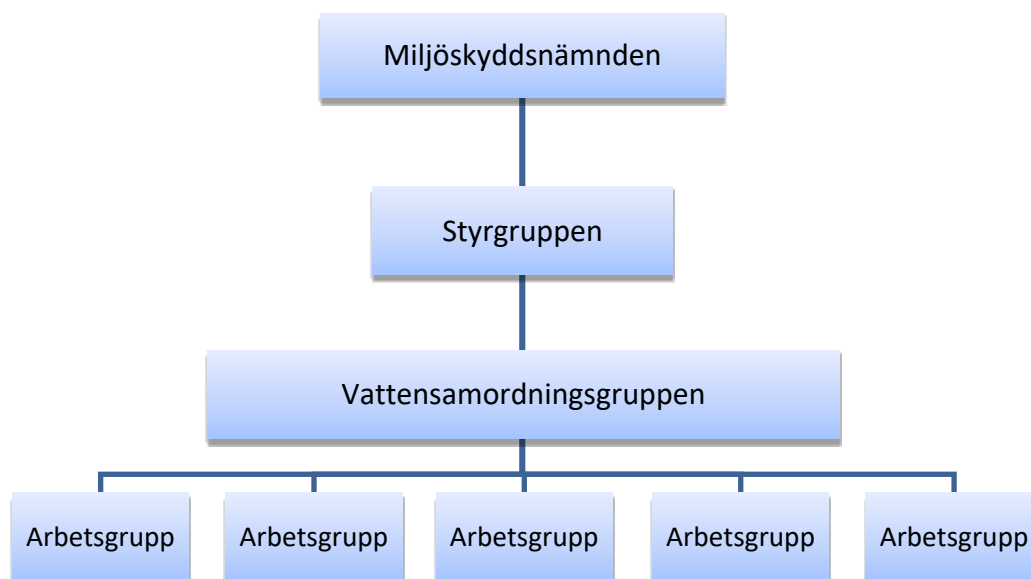 Miljöskyddsnämnden
Styrgruppen
Vattensamordningsgruppen
Arbetsgrupp Arbetsgrupp Arbetsgrupp Arbetsgrupp Arbetsgrupp